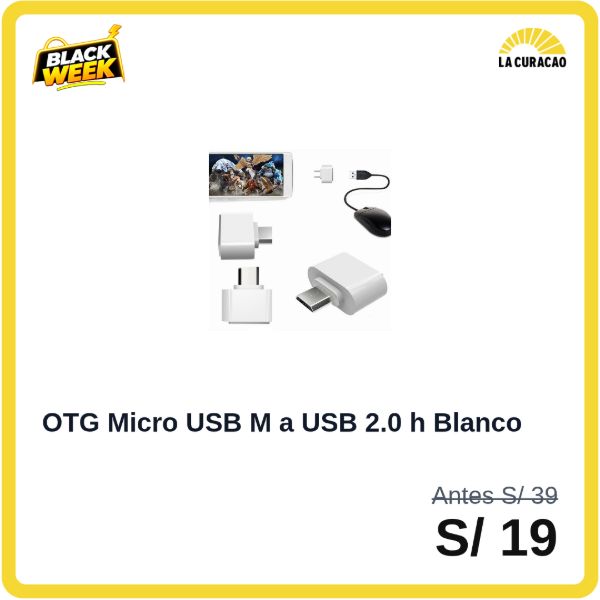 BLACK
WEEK
LA CURACAO
OTG Micro USB M a USB 2.0 h Blanco
Antes S/ 39
S/ 19